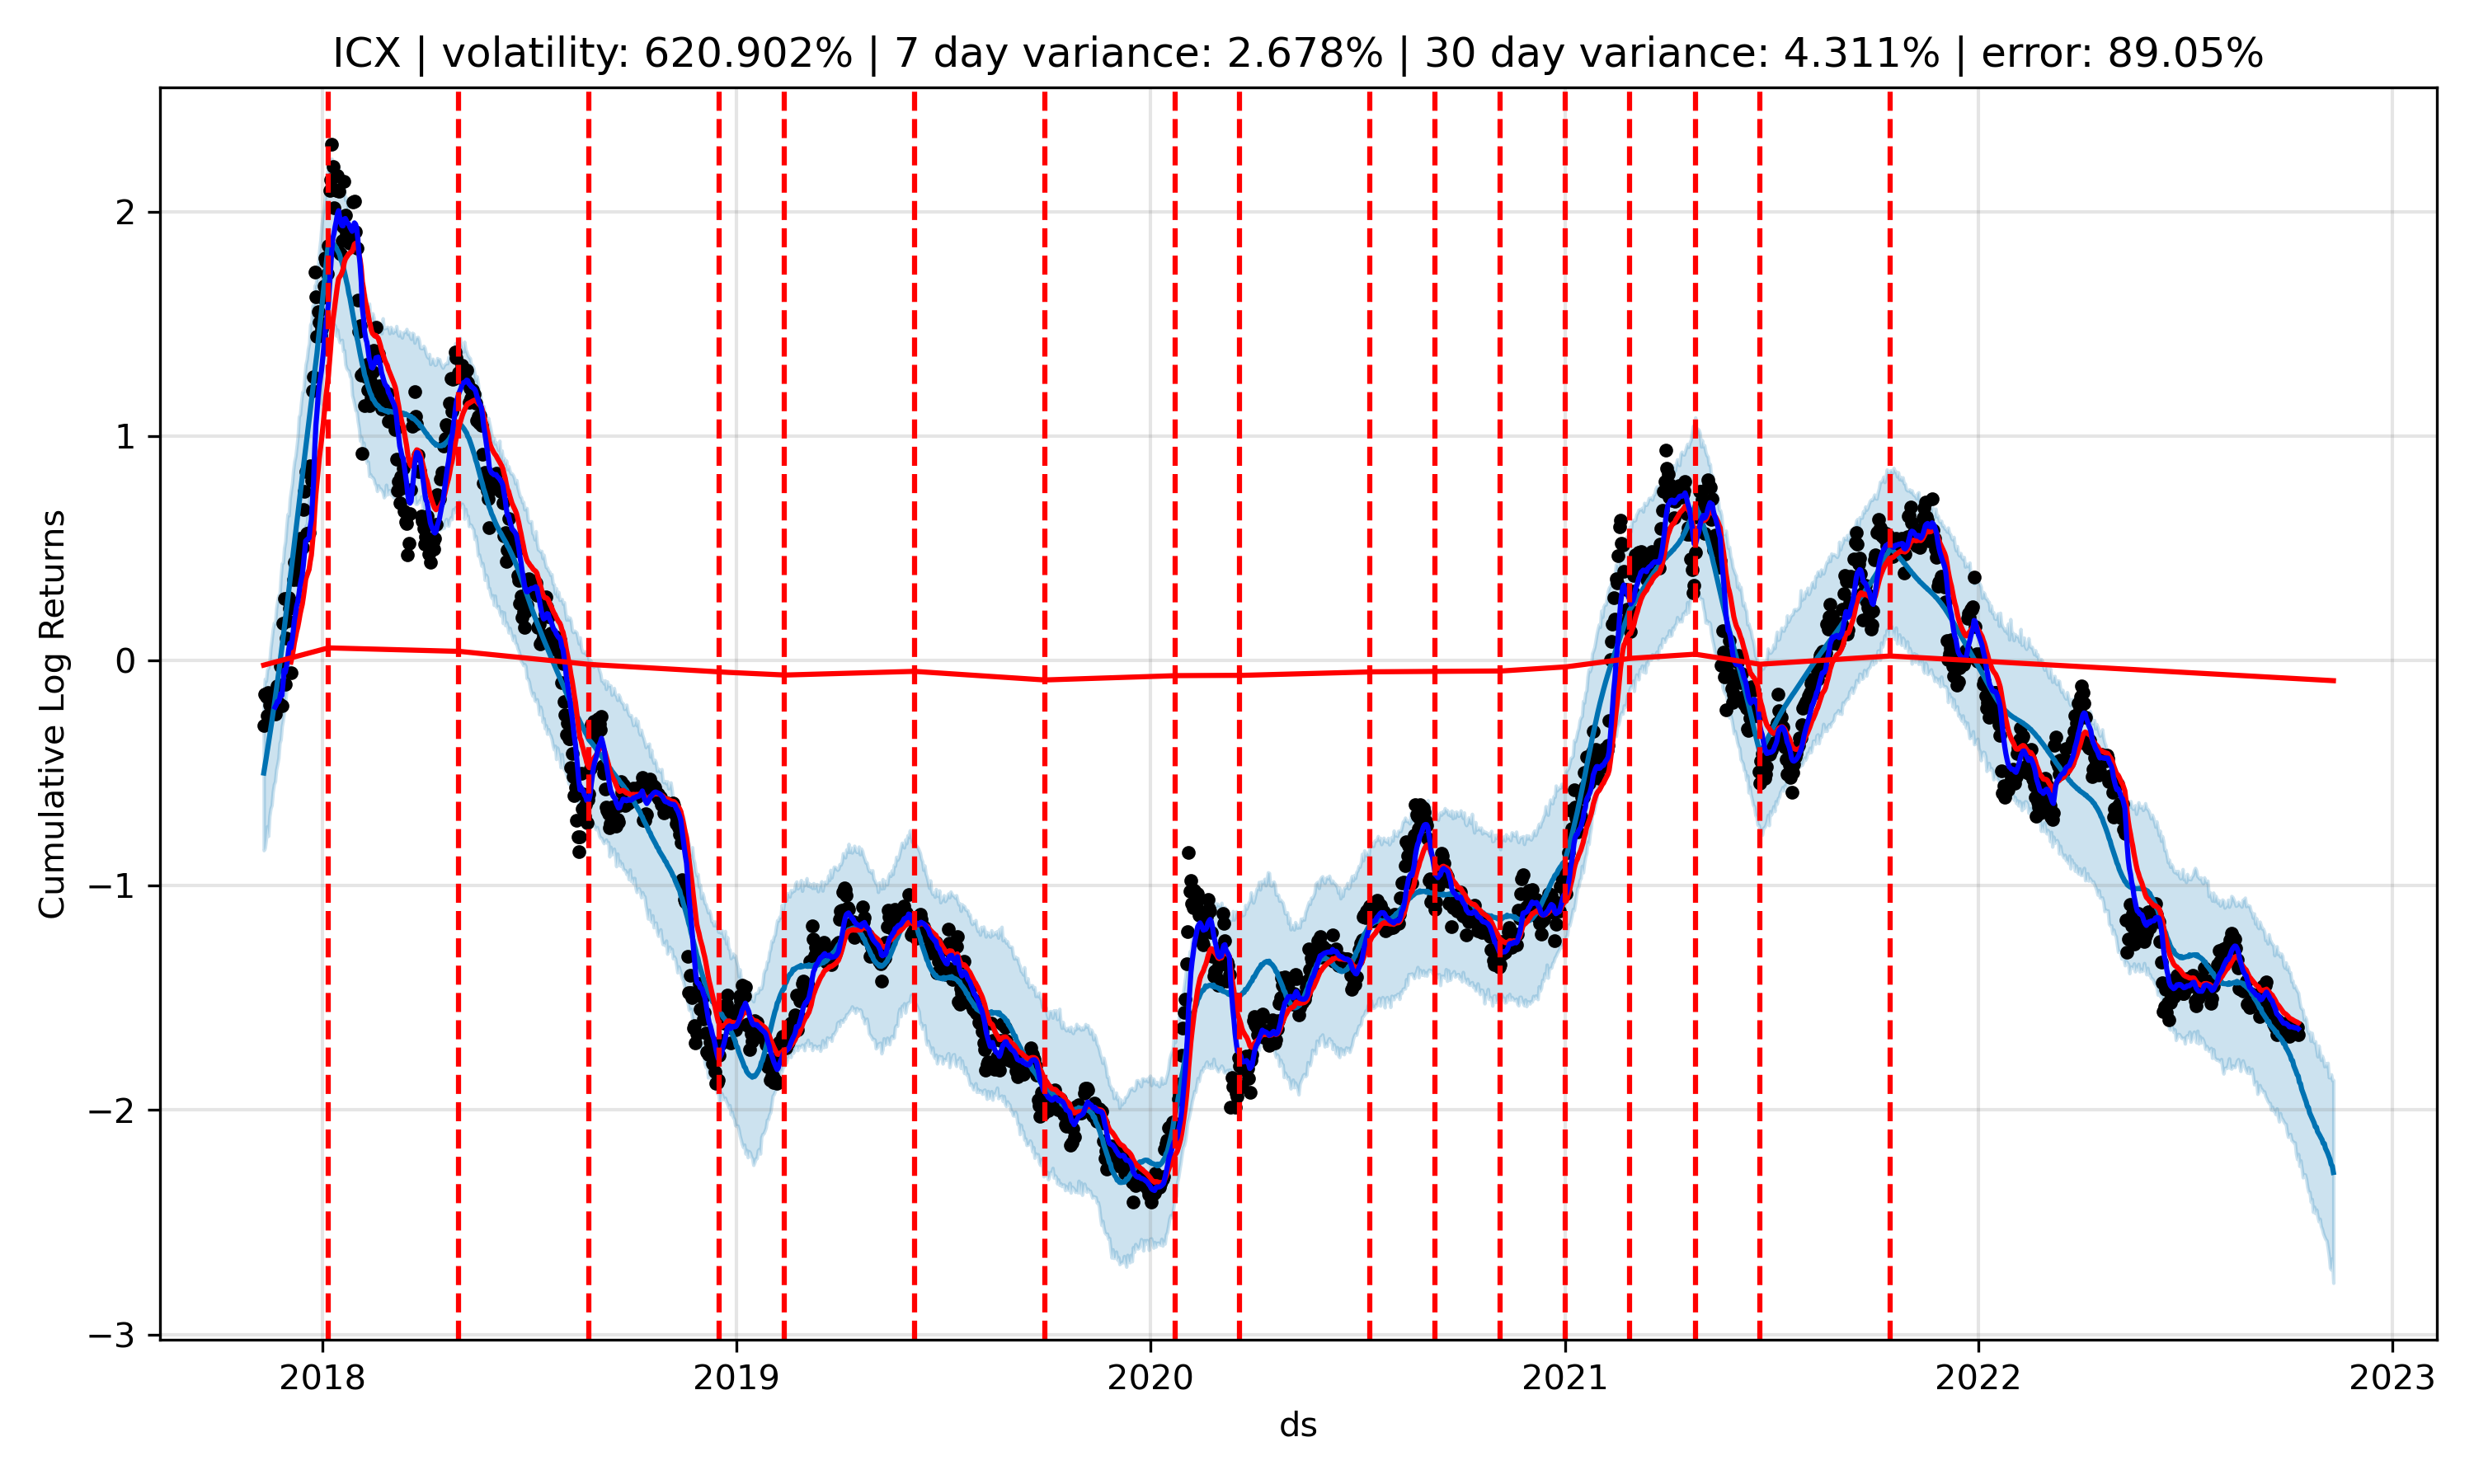 ICX | volatility: 620.902% | 7 day variance: 2.678% | 30 day variance: 4.311% | error: 89.05%
Cumulative Log Returns
2
1
0
−1
−2
−3
2018 2019 2020 2021 2022 2023
ds